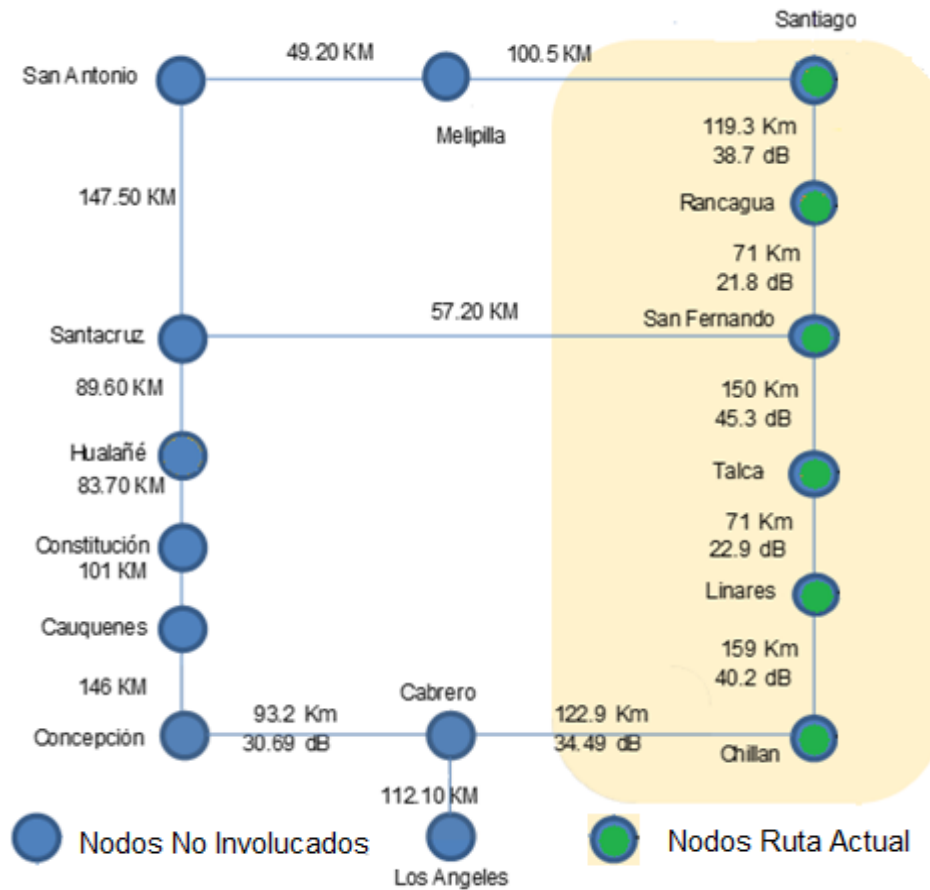 Santiago
49.20 KM
100.5 KM
San Antonio
Melipilla
119.3 Km
38.7 dB
147.50 KM
Rancagua
71 Km
21.8 dB
57.20 KM
San Fernando
Santacruz
89.60 KM
150 Km
45.3 dB
Hualañé
83.70 KM
Talca
71 Km
22.9 dB
Constitución
101 KM
Linares
Cauquenes
159 Km
40.2 dB
146 KM
Cabrero
93.2 Km
30.69 dB
122.9 Km
34.49 dB
Concepción
Chillan
112.10 KM
Nodos No Involucados
Nodos Ruta Actual
Los Angeles